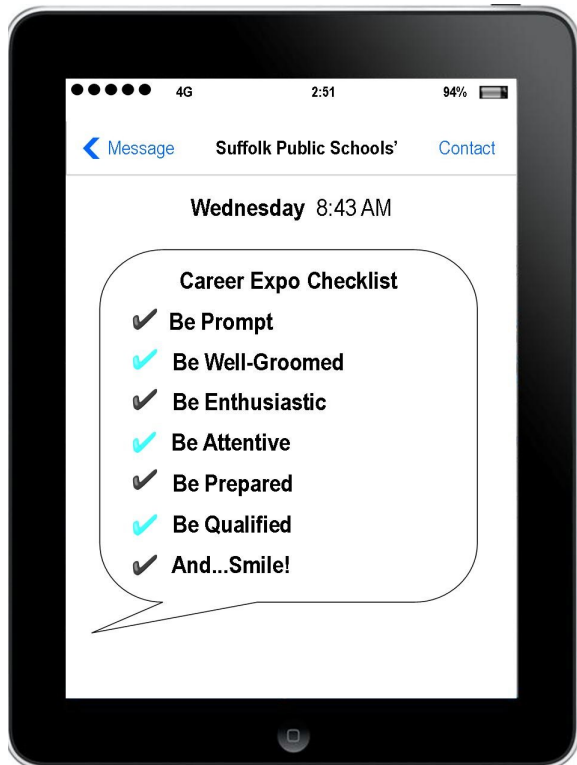 4G 2:51 94%
Message Suffolk Public Schools’ Contact
Wednesday 8:43 AM
Career Expo Checklist
Be Prompt
Be Well-Groomed
Be Enthusiastic
Be Attentive
Be Prepared
Be Qualified
And...Smile!